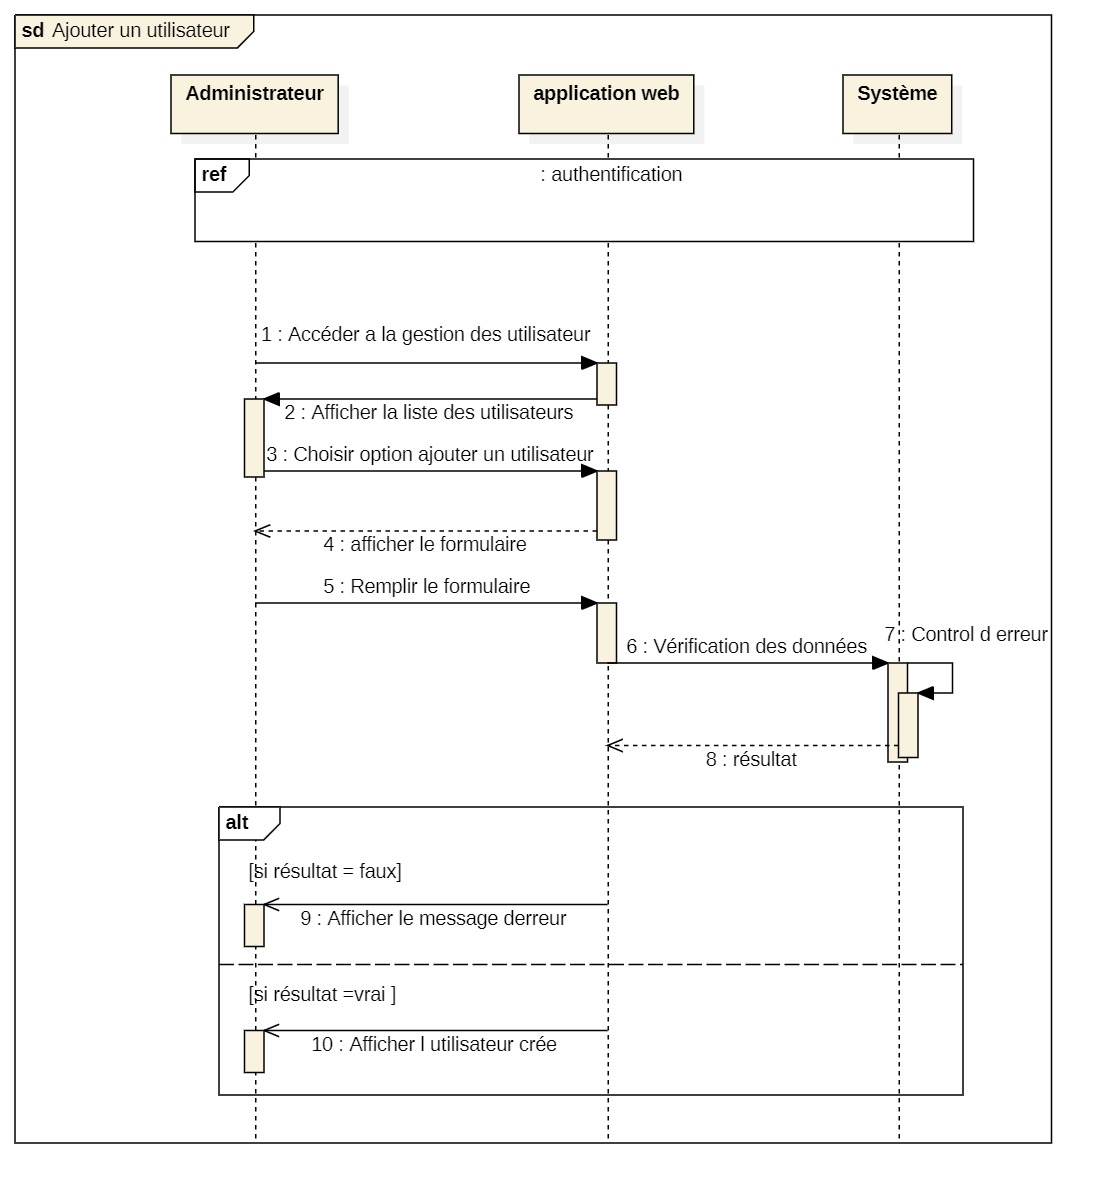 sd Ajouter un utilisateur
Administrateur
application web
Système
ref
: authentification
1 : Accéder a la gestion des utilisateur
2 : Afficher la liste des utilisateurs
3 : Choisir option ajouter un utilisateur
4 : afficher le formulaire
5 : Remplir le formulaire
6 : Vérification des données
7 : Control d erreur
8 : résultat
alt
[si résultat = faux]
9 : Afficher le message derreur
[si résultat =vrai ]
10 : Afficher l utilisateur crée